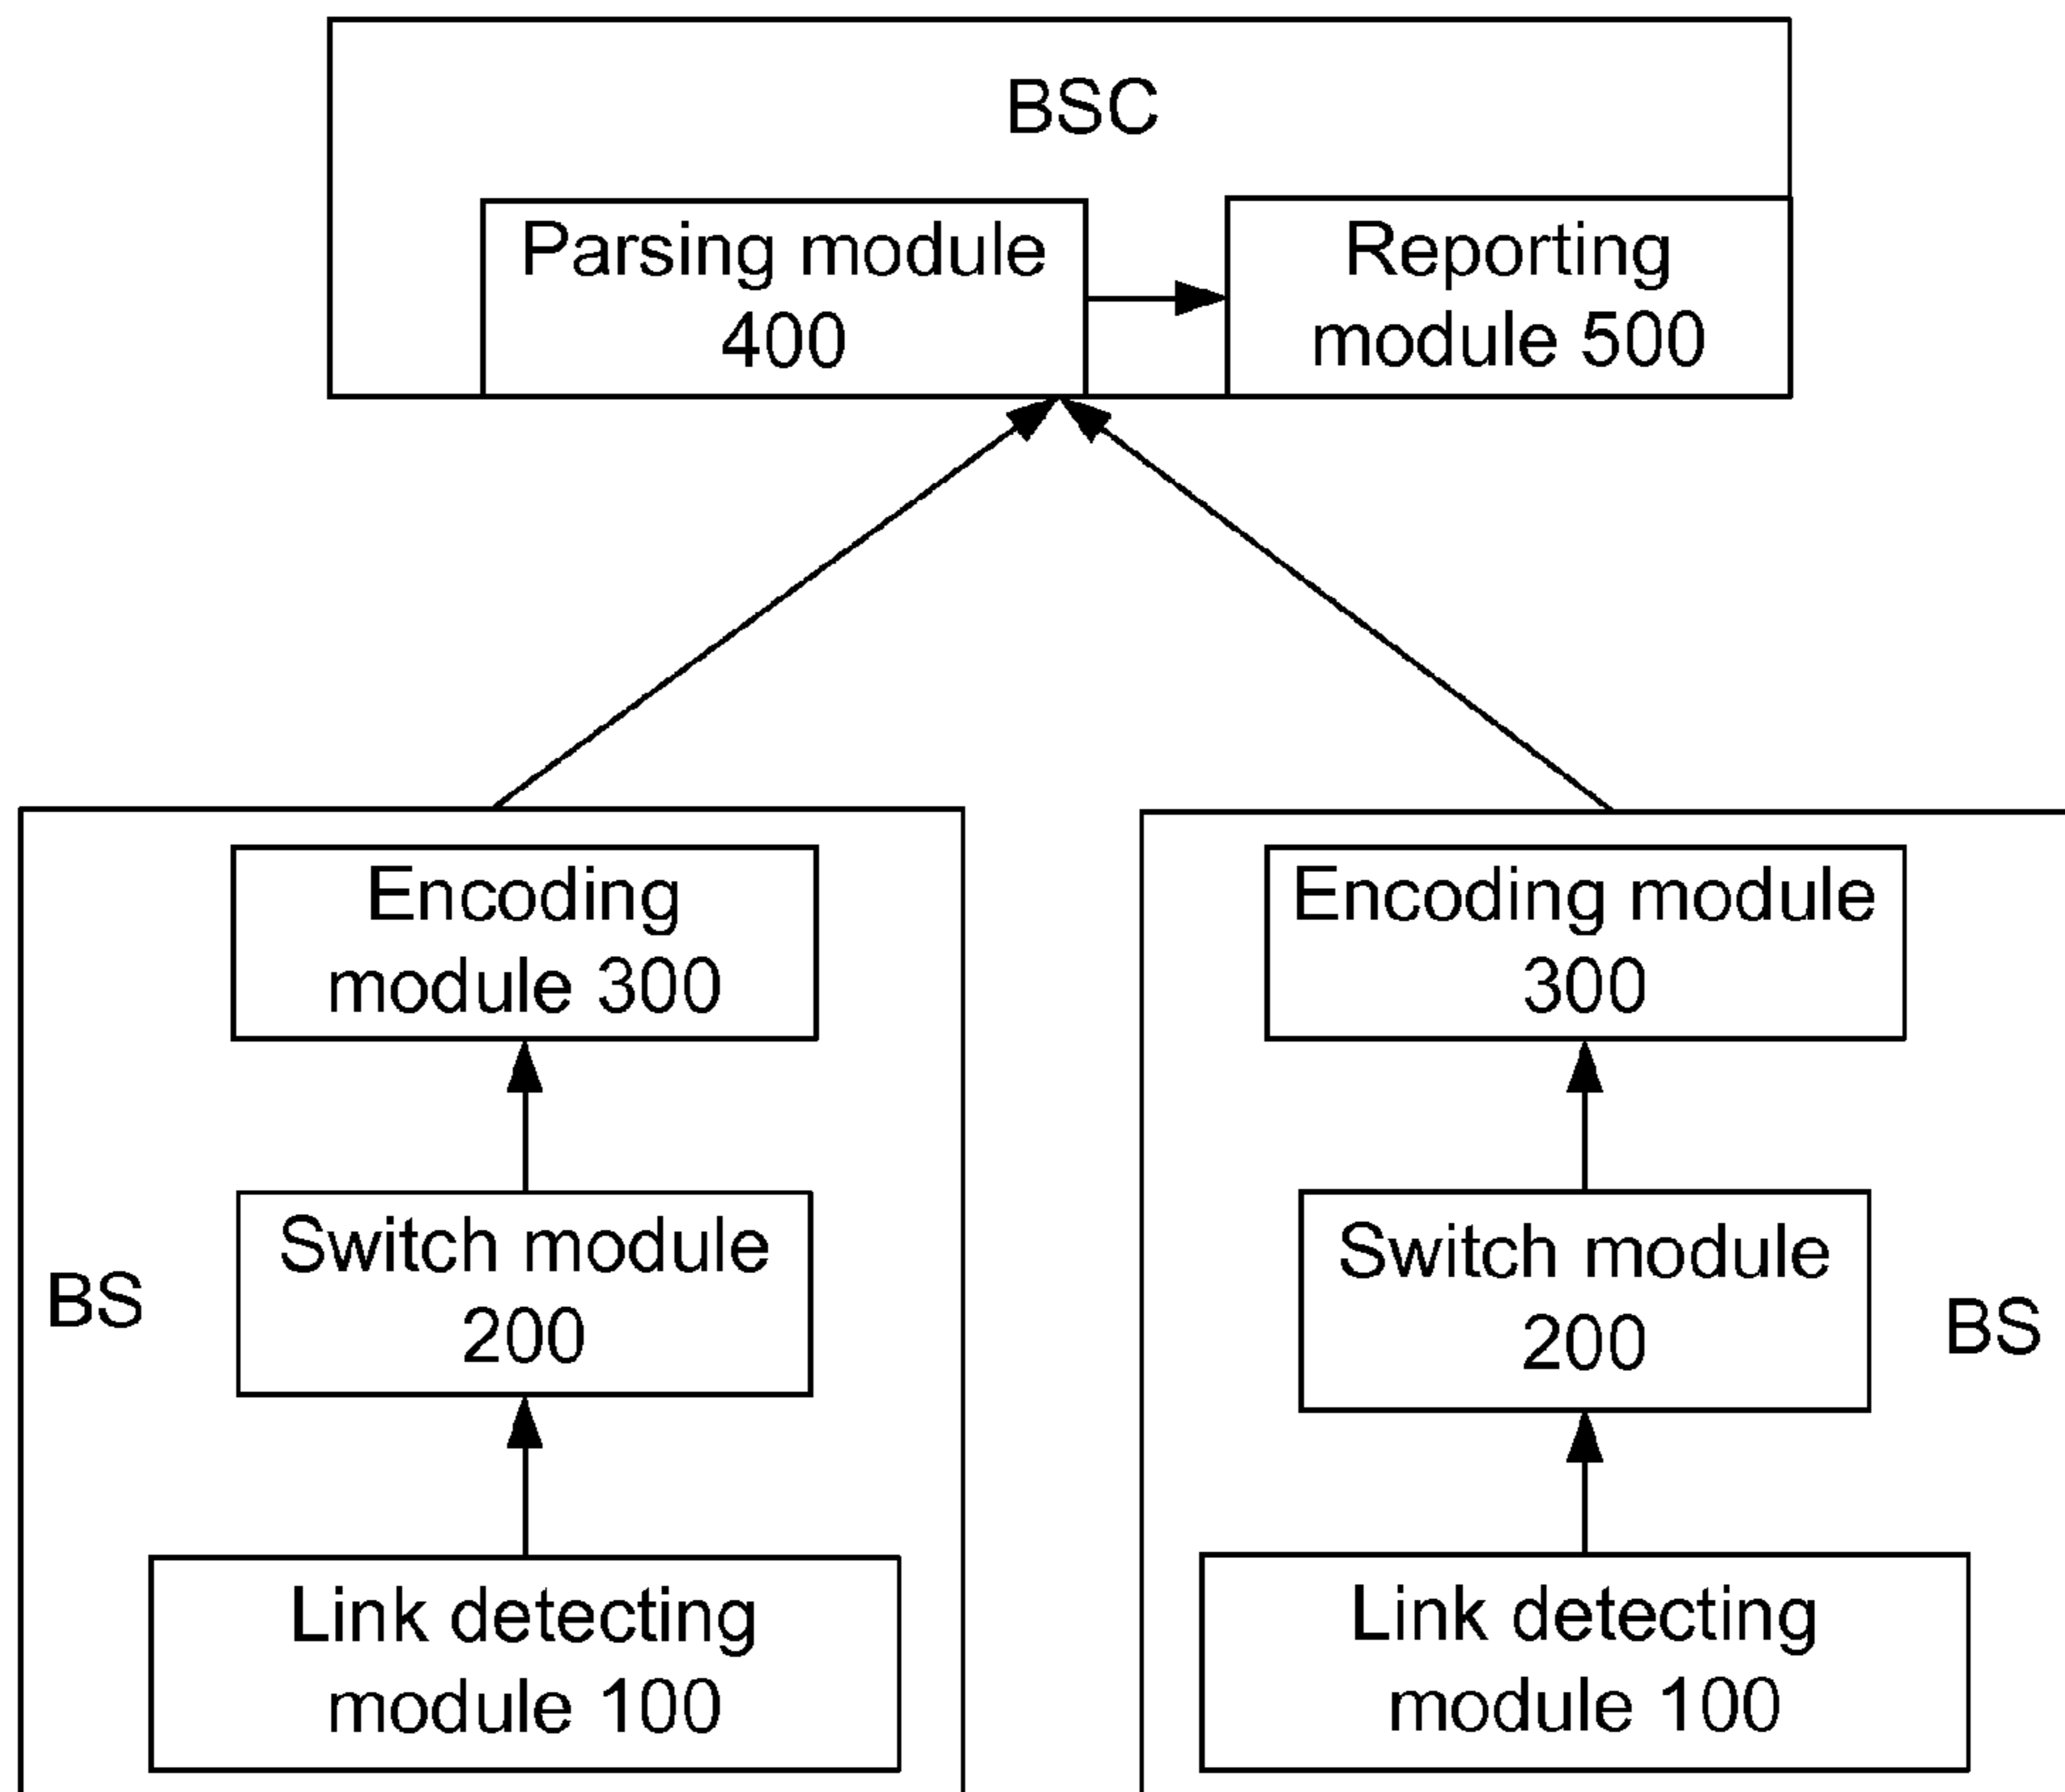 BSC
Parsing module
400
Reporting
module 500
Encoding
module 300
Switch module
200
BS
Link detecting
module 100
Encoding module
300
Switch module
200
BS
Link detecting
module 100